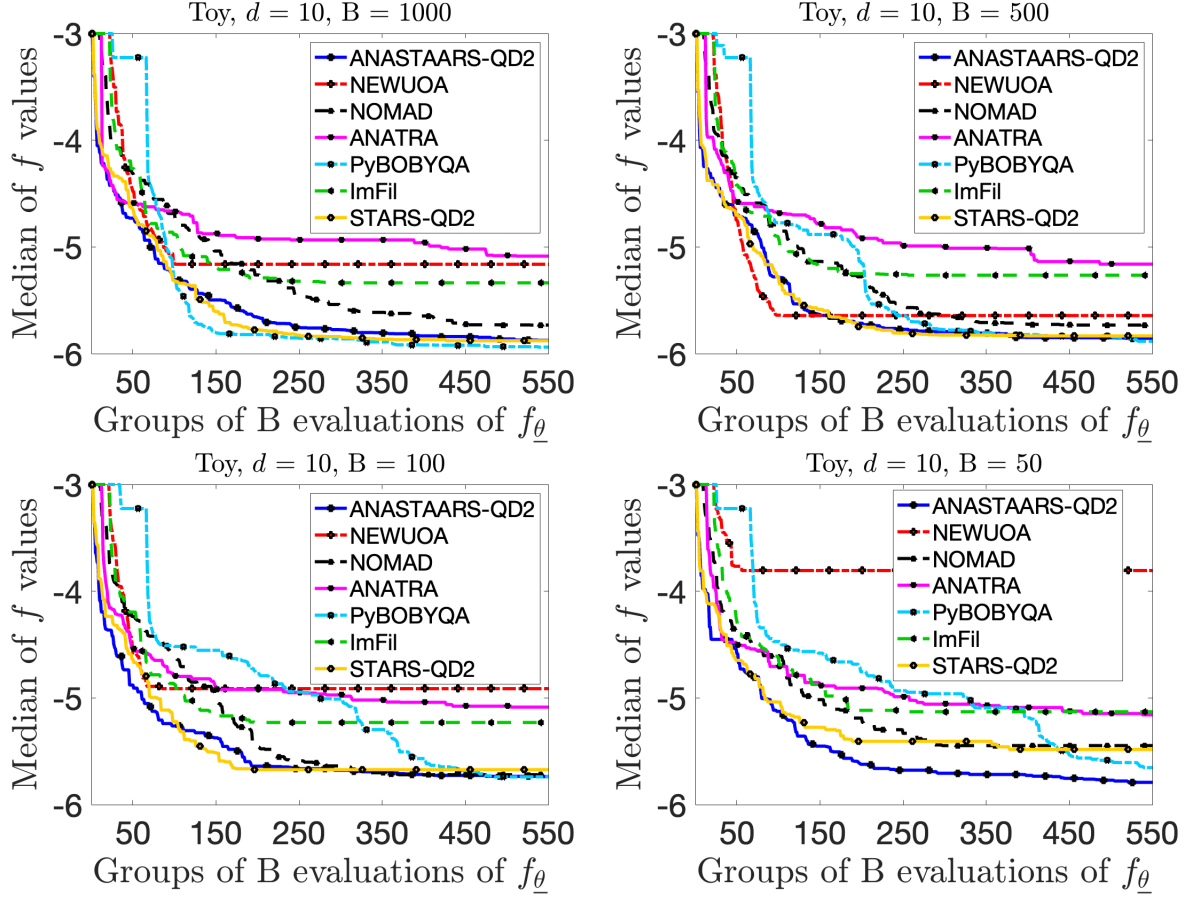 Toy, d = 10, B = 1000
Median of f values
-3
-4
-5
-6
ANASTAARS-QD2
NEWUOA
NOMAD
ANATRA
PyBOBYQA
ImFil
STARS-QD2
50 150 250 350 450 550
Groups of B evaluations of f_θ
Toy, d = 10, B = 500
Median of f values
-3
-4
-5
-6
ANASTAARS-QD2
NEWUOA
NOMAD
ANATRA
PyBOBYQA
ImFil
STARS-QD2
50 150 250 350 450 550
Groups of B evaluations of f_θ
Toy, d = 10, B = 100
Median of f values
-3
-4
-5
-6
ANASTAARS-QD2
NEWUOA
NOMAD
ANATRA
PyBOBYQA
ImFil
STARS-QD2
50 150 250 350 450 550
Groups of B evaluations of f_θ
Toy, d = 10, B = 50
Median of f values
-3
-4
-5
-6
ANASTAARS-QD2
NEWUOA
NOMAD
ANATRA
PyBOBYQA
ImFil
STARS-QD2
50 150 250 350 450 550
Groups of B evaluations of f_θ